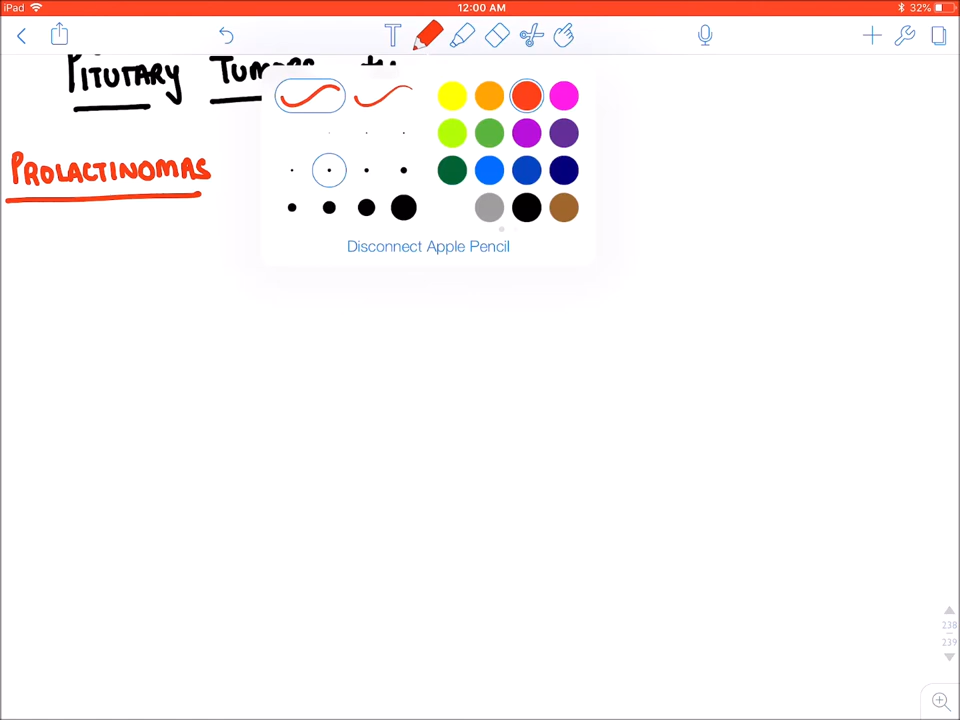 iPad 12:00 AM 32%
T
PITUTARY
PROLACTINOMAS
Disconnect Apple Pencil
238
239